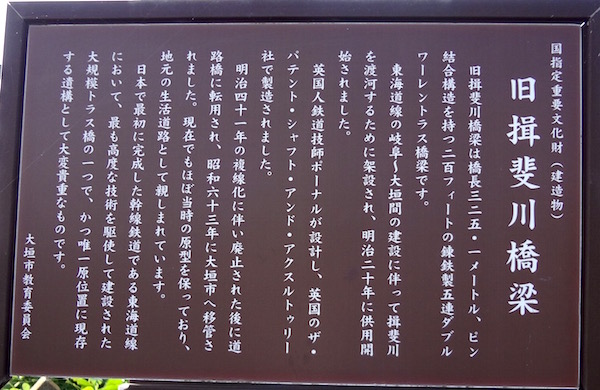 国指定重要文化財（建造物）
旧揖斐川橋梁
旧揖斐川橋梁は橋長三二五・一メートル、ピン
結合構造を持つ二百フィートの錬鉄製五連ダブル
ワーレントラス橋梁です。
東海道線の岐阜～大垣間の建設に伴って揖斐川
を渡河するために架設され、明治二十年に供用開
始されました。
英国人鉄道技師ポーナルが設計し、英国のザ・
パテント・シャフト・アンド・アクスルトゥリー
社で製造されました。
明治四十一年の複線化に伴い廃止された後に道
路橋に転用され、昭和六十三年に大垣市へ移管さ
れました。現在でもほぼ当時の原型を保っており、
地元の生活道路として親しまれています。
日本で最初に完成した幹線鉄道である東海道線
において、最も高度な技術を駆使して建設された
大規模トラス橋の一つで、かつ唯一原位置に現存
する遺構として大変貴重なものです。
大垣市教育委員会